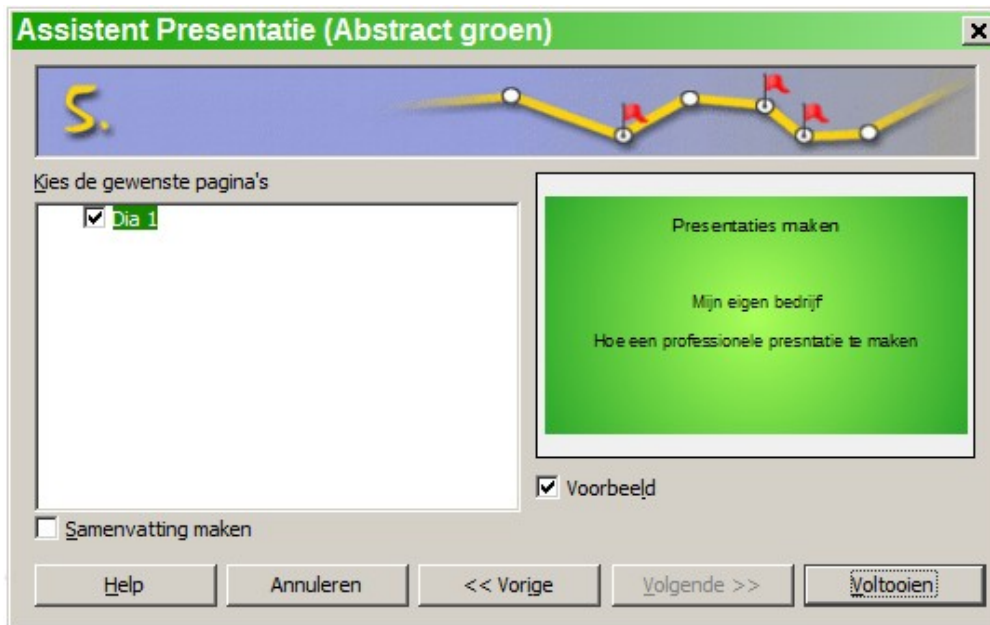 Assistent Presentatie (Abstract groen)
S.
Kies de gewenste pagina's
Dia 1
Presentaties maken
Mijn eigen bedrijf
Hoe een professionele presntatie te maken
Voorbeeld
Samenvatting maken
Help
Annuleren
<< Vorige
Volgende >>
Voltooien